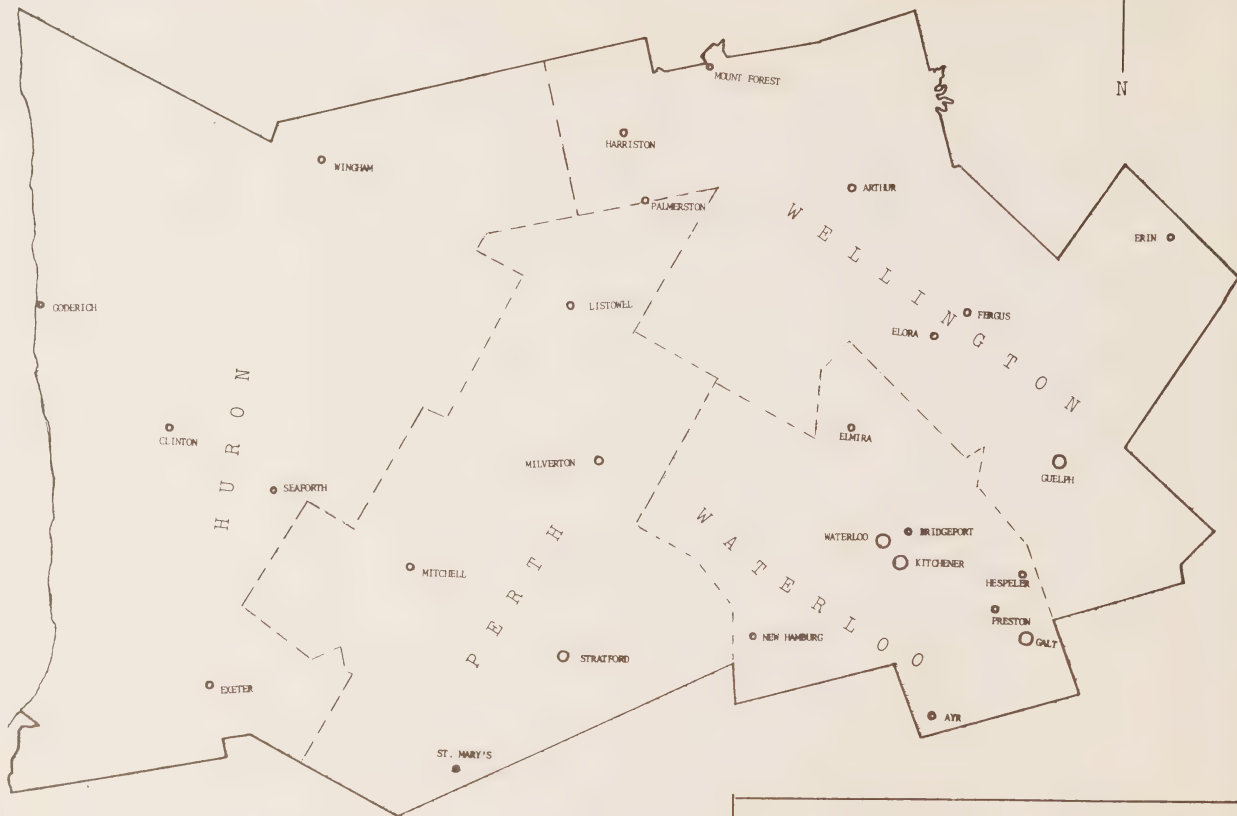 N
MOUNT FOREST
HARRISTON
WINGHAM
ARTHUR
PALMERSTON
ERIN
WELLINGTON
GODERICH
LISTOWEL
FERGUS
ELORA
HURON
CLINTON
ELMIRA
MILVERTON
GUELPH
SEAFORTH
WATERLOO
BRIDGEPORT
WATERLOO
KITCHENER
MITCHELL
HESPELER
PERTH
PRESTON
NEW HAMBURG
GALT
STRATFORD
EXETER
AYR
ST. MARY'S